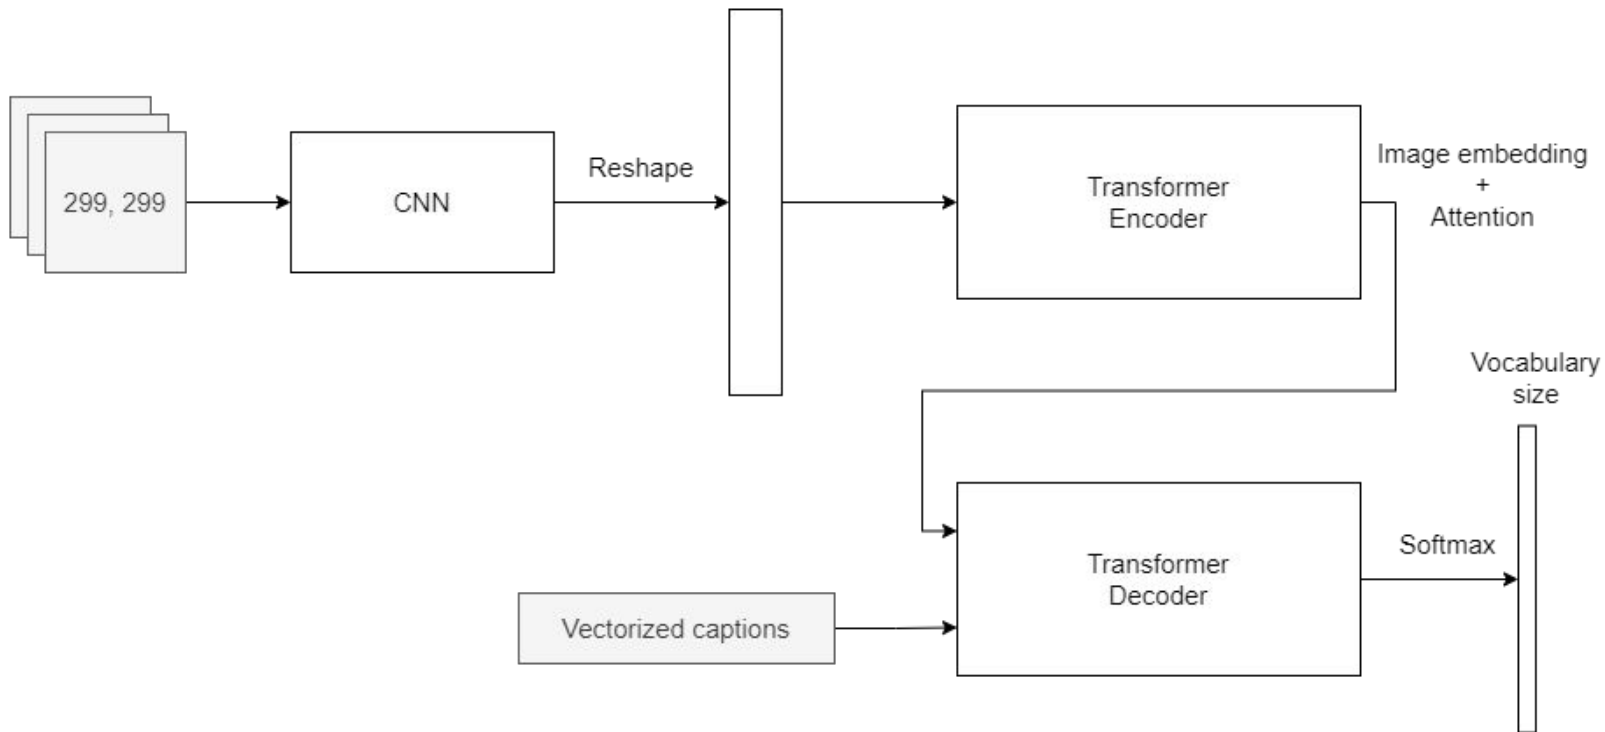 299, 299
CNN
Reshape
Transformer
Encoder
Image embedding
+
Attention
Vocabulary
size
Vectorized captions
Transformer
Decoder
Softmax